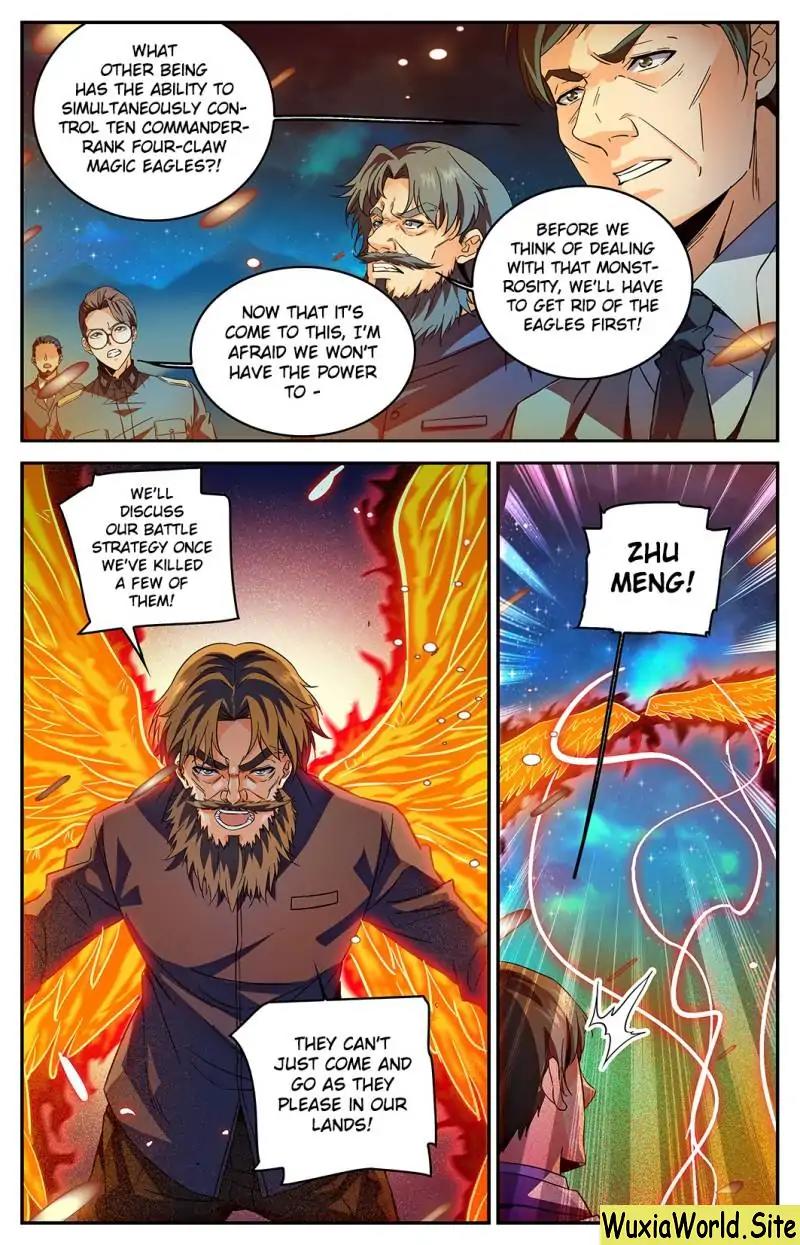 WHAT
OTHER BEING
HAS THE ABILITY TO
SIMULTANEOUSLY CON-
TROL TEN COMMANDER-
RANK FOUR-CLAW
MAGIC EAGLES?!
NOW THAT IT'S
COME TO THIS, I'M
AFRAID WE WON'T
HAVE THE POWER
TO -
BEFORE WE
THINK OF DEALING
WITH THAT MONST-
ROSITY, WE'LL HAVE
TO GET RID OF THE
EAGLES FIRST!
WE'LL
DISCUSS
OUR BATTLE
STRATEGY ONCE
WE'VE KILLED
A FEW OF
THEM!
THEY CAN'T
JUST COME AND
GO AS THEY
PLEASE IN OUR
LANDS!
ZHU
MENG!
WuxiaWorld.Site